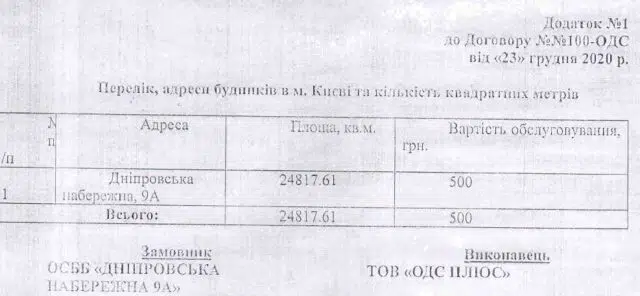 Додаток №1
до Договору №№100-ОДС
від «23» грудня 2020 р.
Перелік, адреси будинків в м. Києві та кількість квадратних метрів
№ п/п Адреса Площа, кв.м. Вартість обслуговування, грн.
1 Дніпровська набережна, 9А 24817.61 500
Всього: 24817.61 500
Замовник Виконавець
ОСББ «ДНІПРОВСЬКА ТОВ «ОДС ПЛЮС»
НАБЕРЕЖНА 9А»